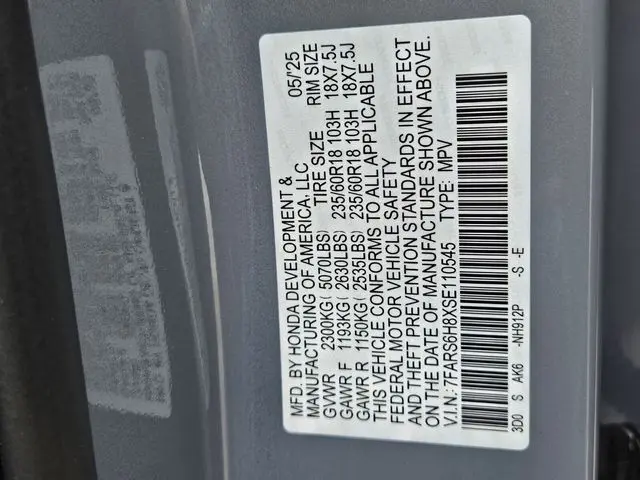 MFD. BY HONDA DEVELOPMENT &
MANUFACTURING OF AMERICA, LLC 05/'25
GVWR 2300KG( 5070LBS) TIRE SIZE RIM SIZE
GAWR F 1193KG( 2630LBS) 235/60R18 103H 18X7.5J
GAWR R 1150KG( 2535LBS) 235/60R18 103H 18X7.5J
THIS VEHICLE CONFORMS TO ALL APPLICABLE
FEDERAL MOTOR VEHICLE SAFETY
AND THEFT PREVENTION STANDARDS IN EFFECT
ON THE DATE OF MANUFACTURE SHOWN ABOVE.
V.I.N.: 7FARS6H8XSE110545 TYPE: MPV
3D0 S AK6 -NH912P -S -E